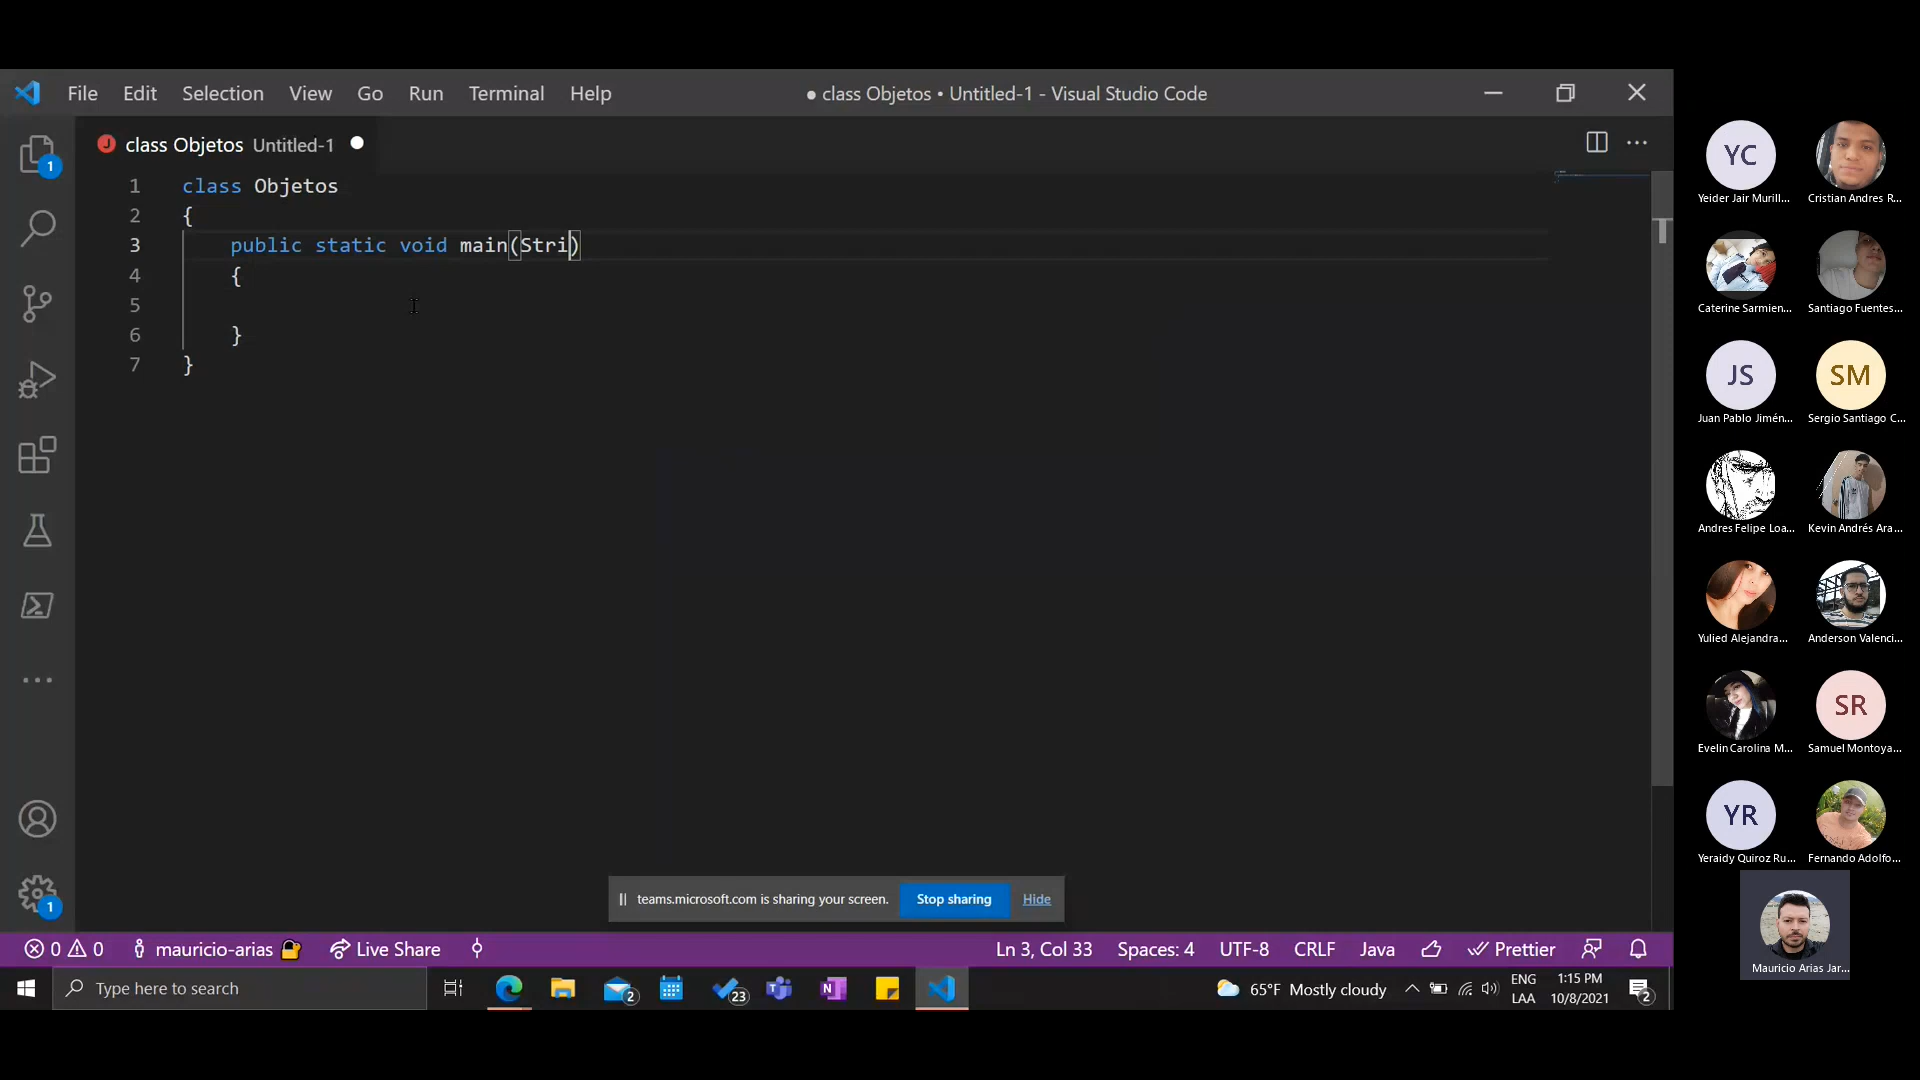 File Edit Selection View Go Run Terminal Help
● class Objetos • Untitled-1 - Visual Studio Code
J class Objetos Untitled-1
1 class Objetos
2 {
3 public static void main(Stri)
4 {
5
6 }
7 }
1
1
teams.microsoft.com is sharing your screen. Stop sharing Hide
0 0 mauricio-arias Live Share Ln 3, Col 33 Spaces: 4 UTF-8 CRLF Java Prettier
Type here to search 2 23 65°F Mostly cloudy ENG LAA 1:15 PM 10/8/2021 2
YC
Yeider Jair Murill... Cristian Andres R...
Caterine Sarmien... Santiago Fuentes...
JS SM
Juan Pablo Jimén... Sergio Santiago C...
Andres Felipe Loa... Kevin Andrés Ara...
Yulied Alejandra... Anderson Valenci...
SR
Evelin Carolina M... Samuel Montoya...
YR
Yeraidy Quiroz Ru... Fernando Adolfo...
Mauricio Arias Jar...